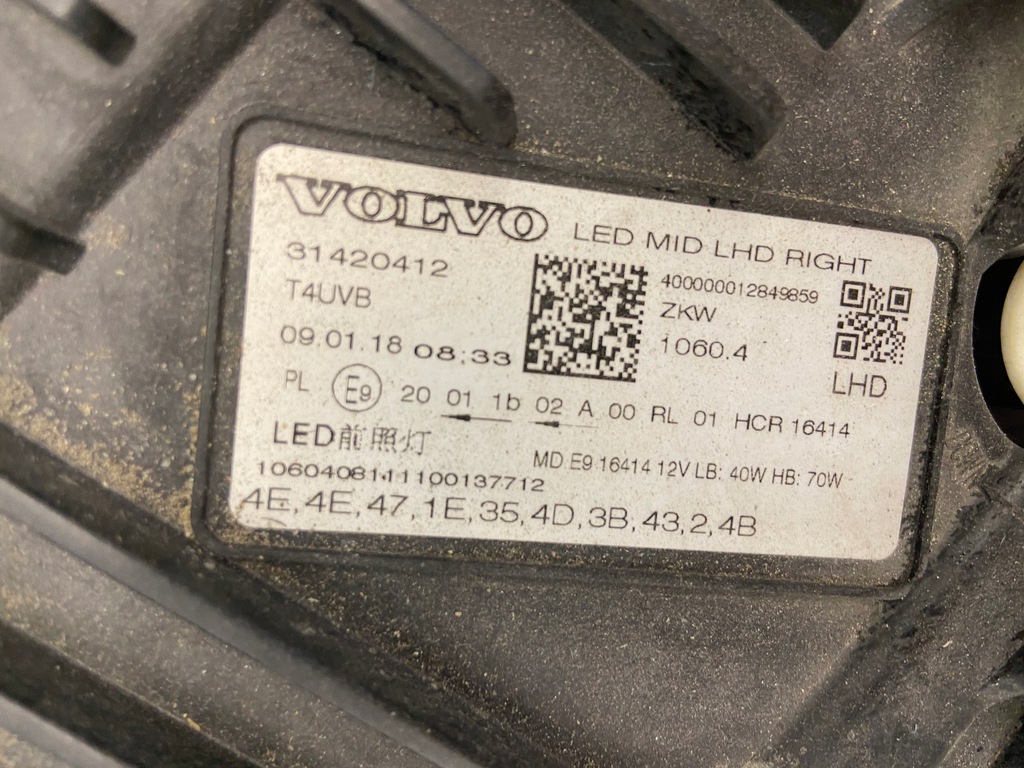 VOLVO LED MID LHD RIGHT
31420412
T4UVB
09.01.18 08:33
400000012849859
ZKW
1060.4
LHD
PL E9 20 01 1b 02 A 00 RL 01 HCR 16414
LED前照灯
MD E9 16414 12V LB: 40W HB: 70W
1060408111100137712
4E,4E,47,1E,35,4D,3B,43,2,4B